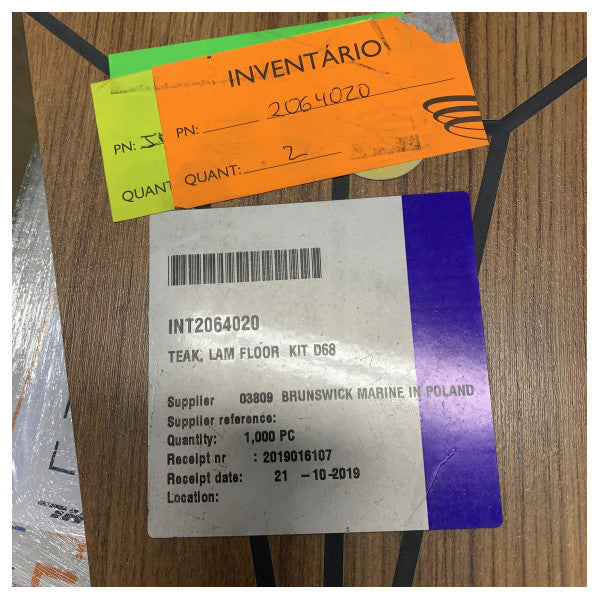 INVENTÁRIO
PN: 2064020
QUANT: 2
PN:
QUANT
INT2064020
TEAK, LAM FLOOR KIT D68
Supplier 03809 BRUNSWICK MARINE IN POLAND
Supplier reference:
Quantity: 1,000 PC
Receipt nr : 2019016107
Receipt date: 21 -10-2019
Location: